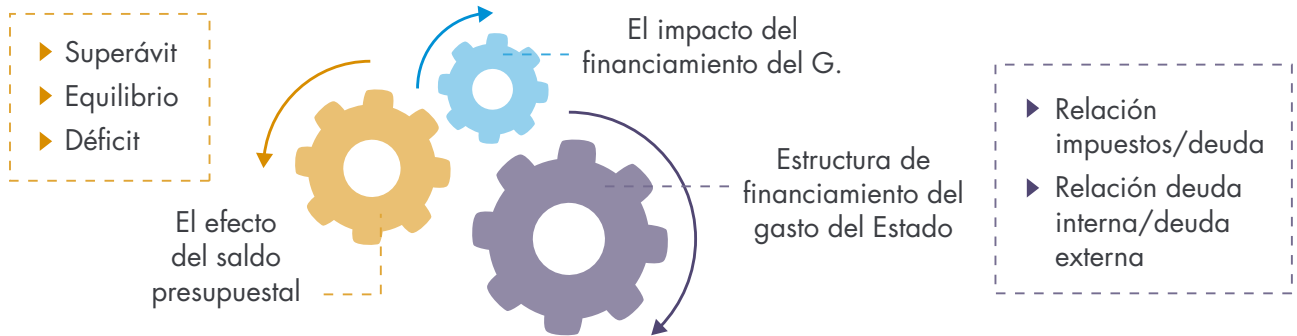 Superávit
Equilibrio
Déficit
El efecto
del saldo
presupuestal
El impacto del
financiamiento del G.
Estructura de
financiamiento del
gasto del Estado
Relación
impuestos/deuda
Relación deuda
interna/deuda
externa